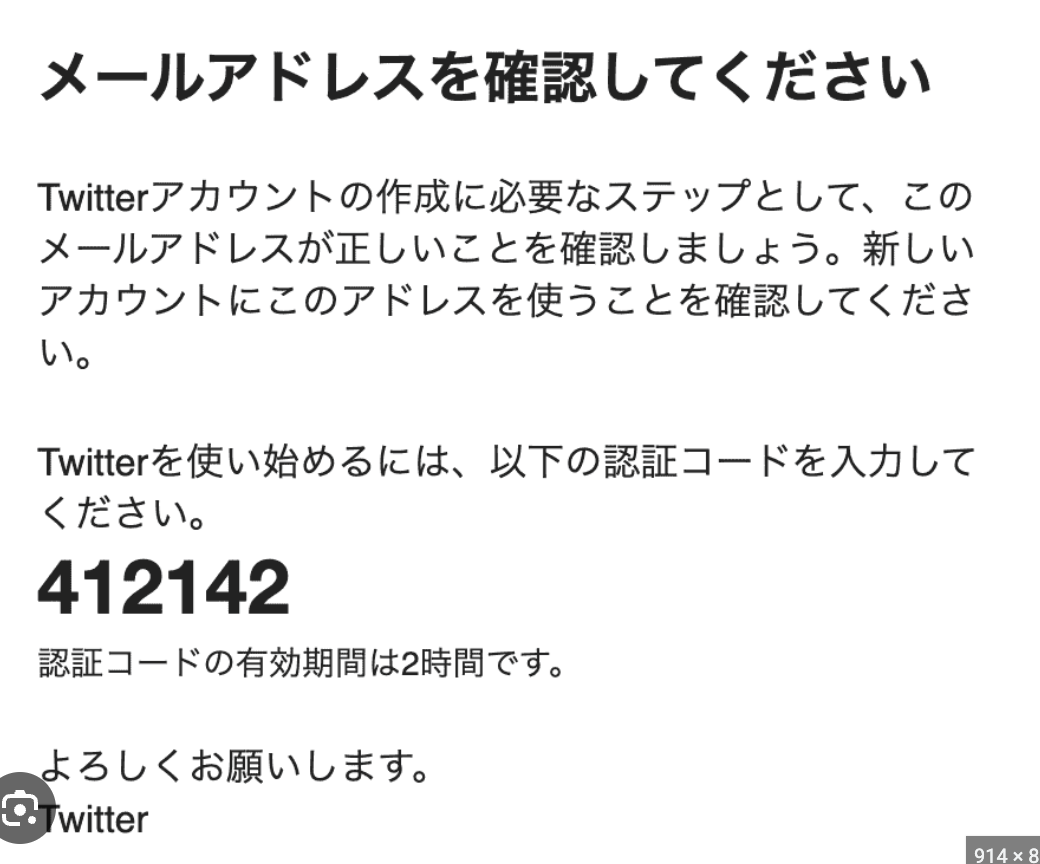 メールアドレスを確認してください
Twitterアカウントの作成に必要なステップとして、この
メールアドレスが正しいことを確認しましょう。新しい
アカウントにこのアドレスを使うことを確認してくださ
い。
Twitterを使い始めるには、以下の認証コードを入力して
ください。
412142
認証コードの有効期間は2時間です。
よろしくお願いします。
Twitter
914 × 8